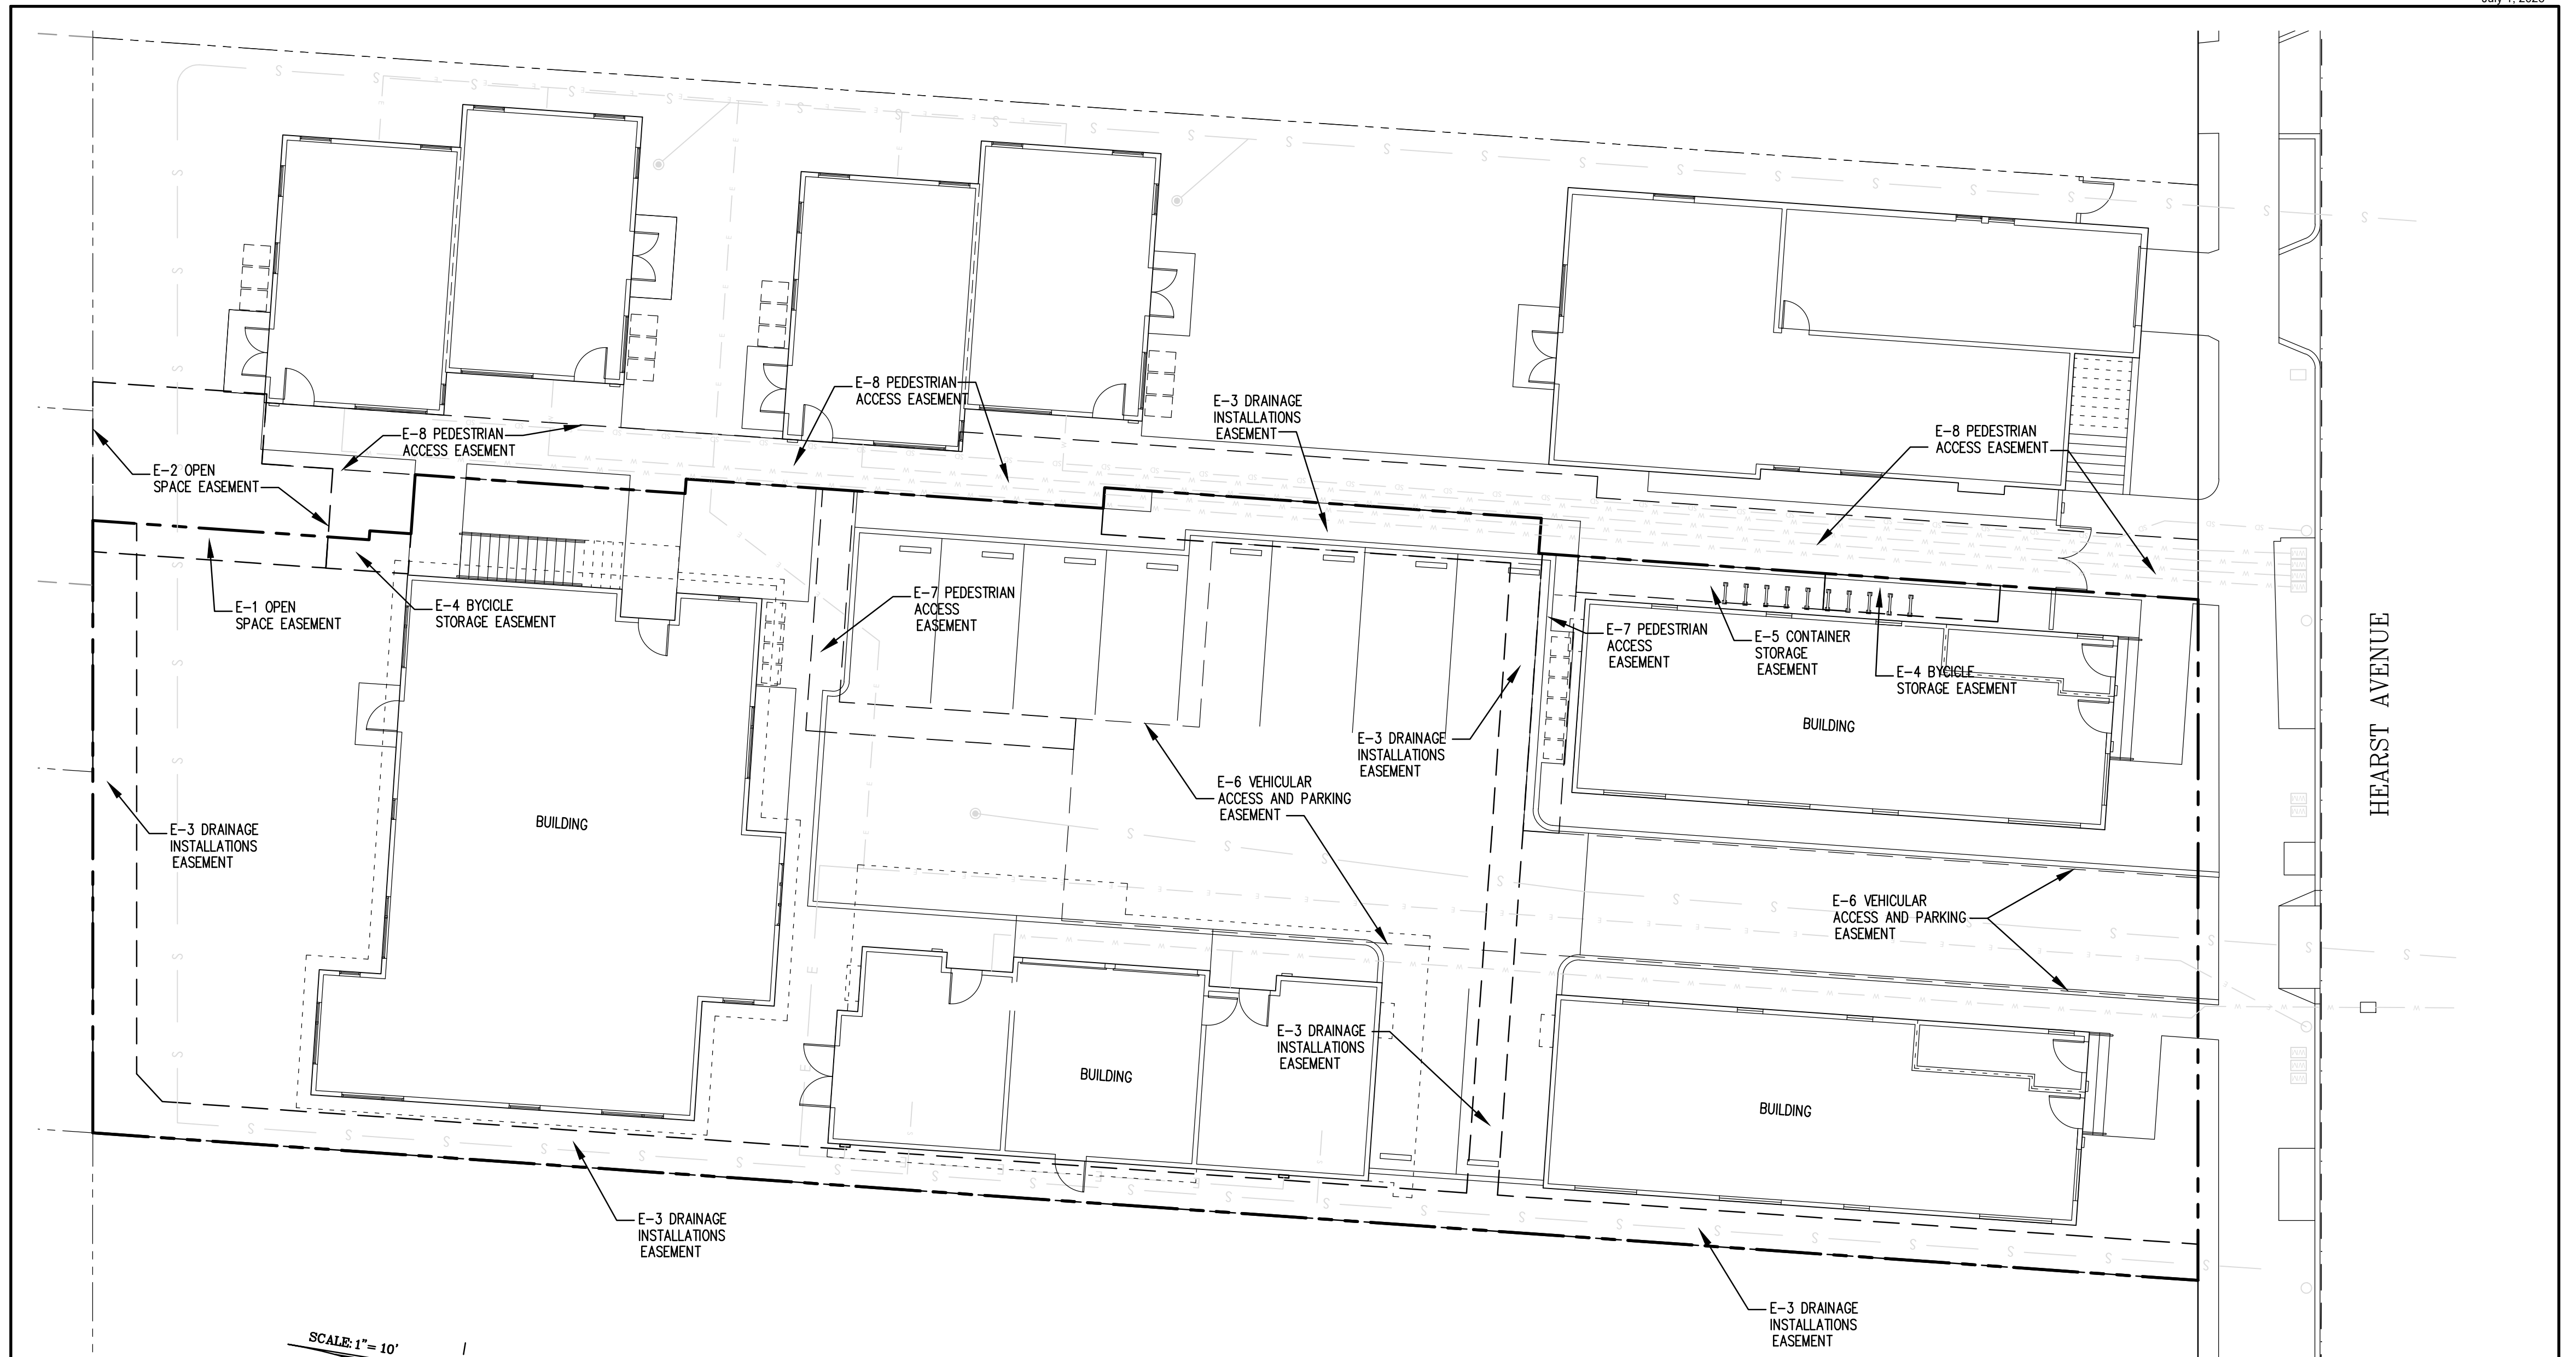 E-8 PEDESTRIAN
ACCESS EASEMENT
E-3 DRAINAGE
INSTALLATIONS
EASEMENT
E-8 PEDESTRIAN
ACCESS EASEMENT
E-8 PEDESTRIAN
ACCESS EASEMENT
E-2 OPEN
SPACE EASEMENT
E-1 OPEN
SPACE EASEMENT
E-4 BYCICLE
STORAGE EASEMENT
E-7 PEDESTRIAN
ACCESS
EASEMENT
E-7 PEDESTRIAN
ACCESS
EASEMENT
E-5 CONTAINER
STORAGE
EASEMENT
E-4 BYCICLE
STORAGE EASEMENT
HEARST AVENUE
BUILDING
E-3 DRAINAGE
INSTALLATIONS
EASEMENT
E-6 VEHICULAR
ACCESS AND PARKING
EASEMENT
BUILDING
E-3 DRAINAGE
INSTALLATIONS
EASEMENT
E-6 VEHICULAR
ACCESS AND PARKING
EASEMENT
E-3 DRAINAGE
INSTALLATIONS
EASEMENT
BUILDING
BUILDING
E-3 DRAINAGE
INSTALLATIONS
EASEMENT
E-3 DRAINAGE
INSTALLATIONS
EASEMENT
SCALE: 1"= 10'